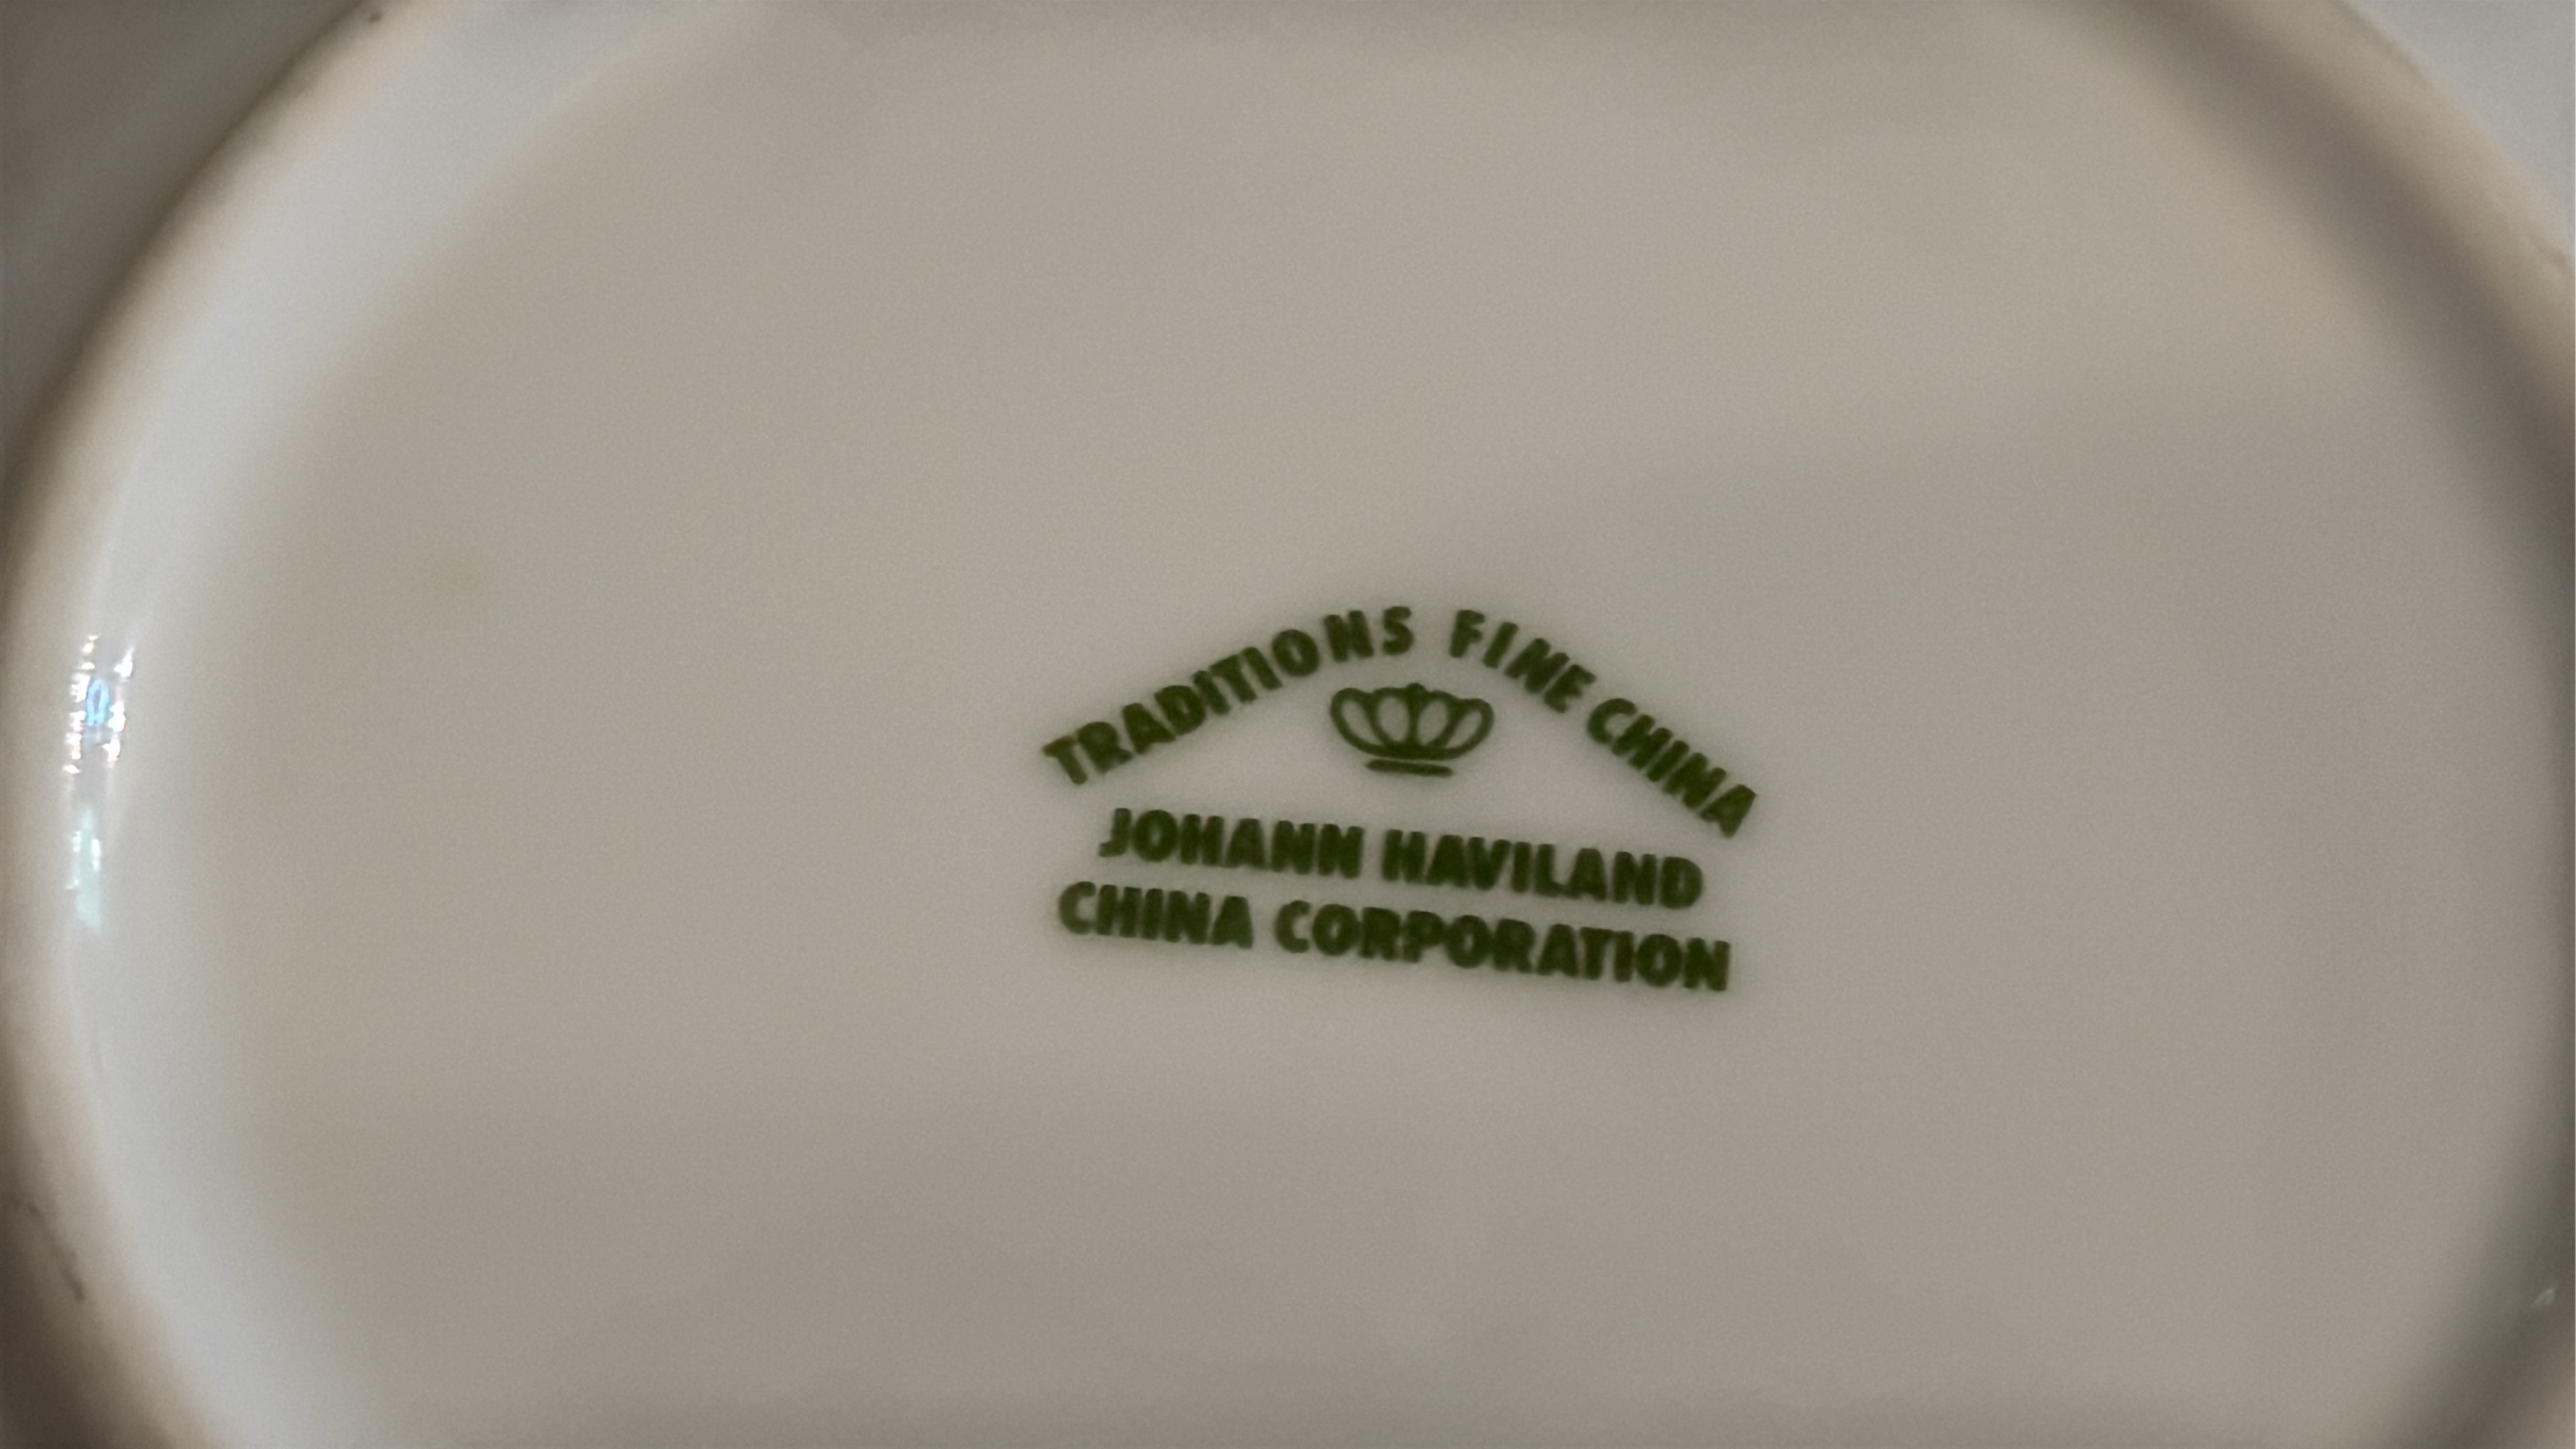 TRADITIONS FINE CHINA
JOHANN HAVILAND
CHINA CORPORATION